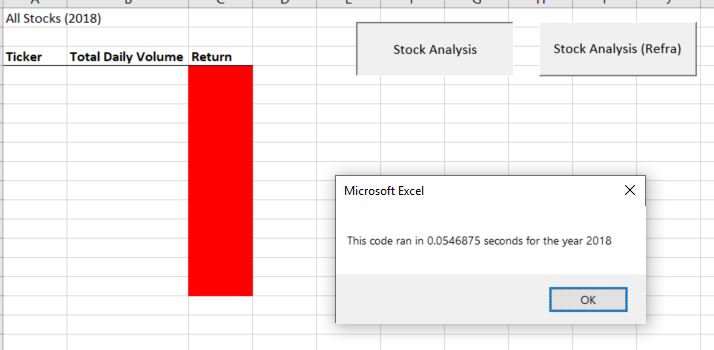 All Stocks (2018)
Stock Analysis
Stock Analysis (Refra)
Ticker Total Daily Volume Return
Microsoft Excel
This code ran in 0.0546875 seconds for the year 2018
OK